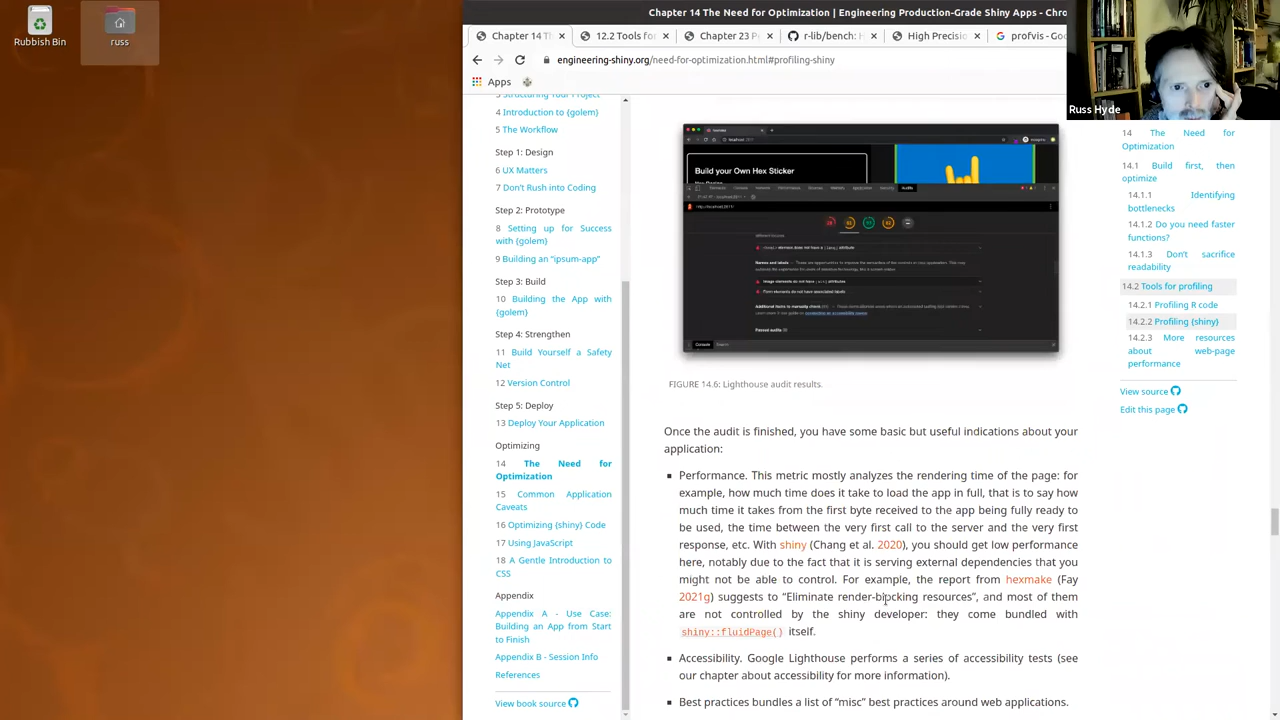 Rubbish Bin
russ
Chapter 14 The Need for Optimization | Engineering Production-Grade Shiny Apps - Chro
Chapter 14 T
12.2 Tools fo
Chapter 23 P
r-lib/bench: H
High Precisio
profvis - Go
engineering-shiny.org/need-for-optimization.html#profiling-shiny
Apps
Russ Hyde
3 Structuring Your Project
4 Introduction to {golem}
5 The Workflow
Step 1: Design
6 UX Matters
7 Don't Rush into Coding
Step 2: Prototype
8 Setting up for Success
with {golem}
9 Building an "ipsum-app"
Step 3: Build
10 Building the App with
{golem}
Step 4: Strengthen
11 Build Yourself a Safety
Net
12 Version Control
Step 5: Deploy
13 Deploy Your Application
Optimizing
14 The Need for
Optimization
15 Common Application
Caveats
16 Optimizing {shiny} Code
17 Using JavaScript
18 A Gentle Introduction to
CSS
Appendix
Appendix A - Use Case:
Building an App from Start
to Finish
Appendix B - Session Info
References
View book source
Build your Own Hex Sticker
Audits
Console
FIGURE 14.6: Lighthouse audit results.
Once the audit is finished, you have some basic but useful indications about your
application:
Performance. This metric mostly analyzes the rendering time of the page: for
example, how much time does it take to load the app in full, that is to say how
much time it takes from the first byte received to the app being fully ready to
be used, the time between the very first call to the server and the very first
response, etc. With shiny (Chang et al. 2020), you should get low performance
here, notably due to the fact that it is serving external dependencies that you
might not be able to control. For example, the report from hexmake (Fay
2021g) suggests to "Eliminate render-blocking resources", and most of them
are not controlled by the shiny developer: they come bundled with
shiny::fluidPage() itself.
Accessibility. Google Lighthouse performs a series of accessibility tests (see
our chapter about accessibility for more information).
Best practices bundles a list of "misc" best practices around web applications.
14 The Need for
Optimization
14.1 Build first, then
optimize
14.1.1 Identifying
bottlenecks
14.1.2 Do you need faster
functions?
14.1.3 Don't sacrifice
readability
14.2 Tools for profiling
14.2.1 Profiling R code
14.2.2 Profiling {shiny}
14.2.3 More resources
about web-page
performance
View source
Edit this page